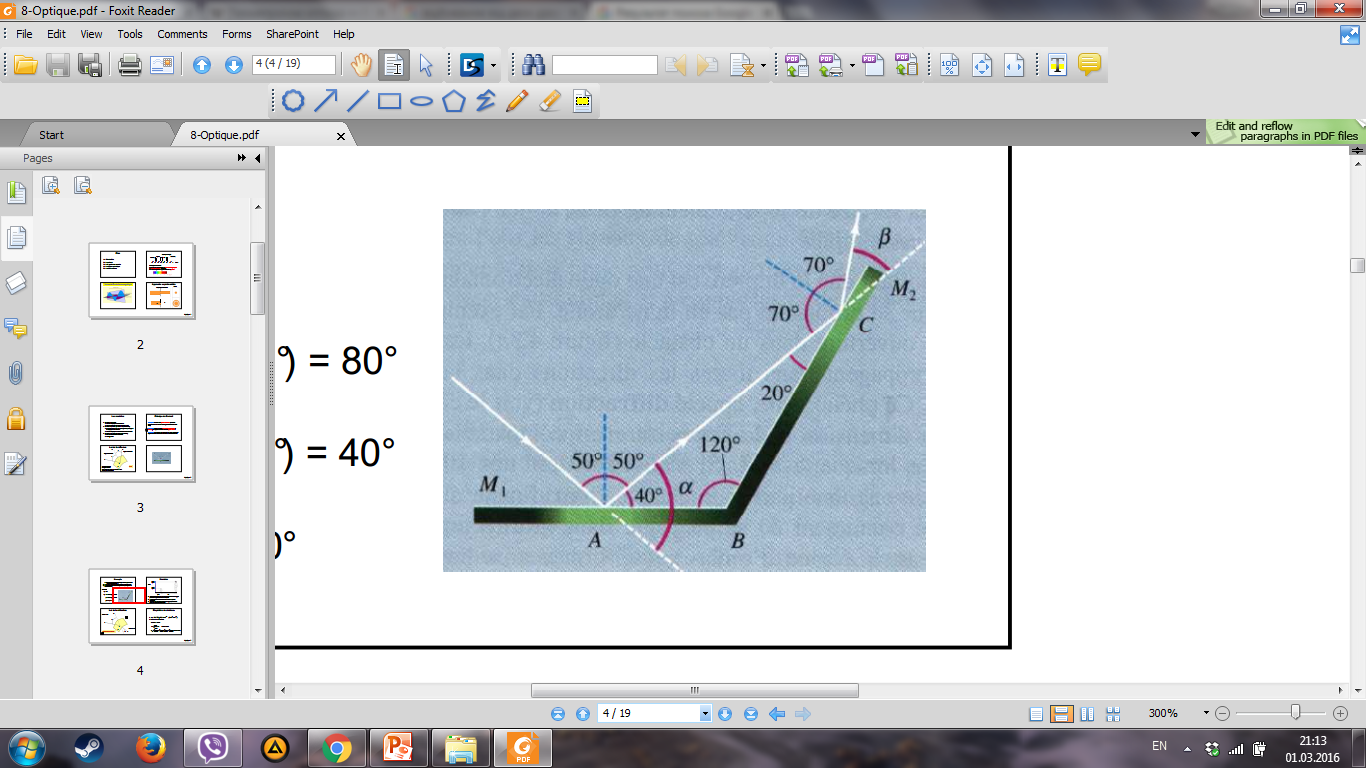 8-Optique.pdf - Foxit Reader
File Edit View Tools Comments Forms SharePoint Help
4 (4 / 19)
Start
8-Optique.pdf
Edit and reflow
paragraphs in PDF files
Pages
2
3
4
°) = 80°
°) = 40°
0°
β
70°
M2
70°
C
20°
120°
50° 50°
M1
40°
α
A
B
4 / 19
300%
EN
21:13
01.03.2016